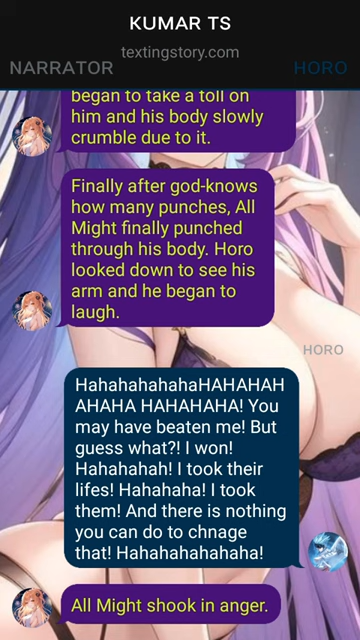 KUMAR TS
textingstory.com
NARRATOR
HORO
began to take a toll on
him and his body slowly
crumble due to it.
Finally after god-knows
how many punches, All
Might finally punched
through his body. Horo
looked down to see his
arm and he began to
laugh.
HORO
HahahahahahaHAHAHAH
AHAHA HAHAHAHA! You
may have beaten me! But
guess what?! I won!
Hahahahah! I took their
lifes! Hahahaha! I took
them! And there is nothing
you can do to chnage
that! Hahahahahahaha!
All Might shook in anger.